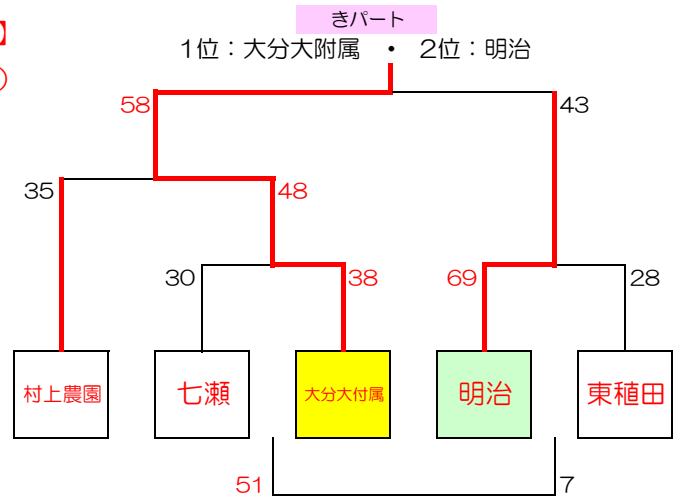 きパート
】
1位：大分大附属　・　2位：明治
）
58
43
35
48
30
38
69
28
村上農園
七瀬
大分大付属
明治
東稙田
51
7